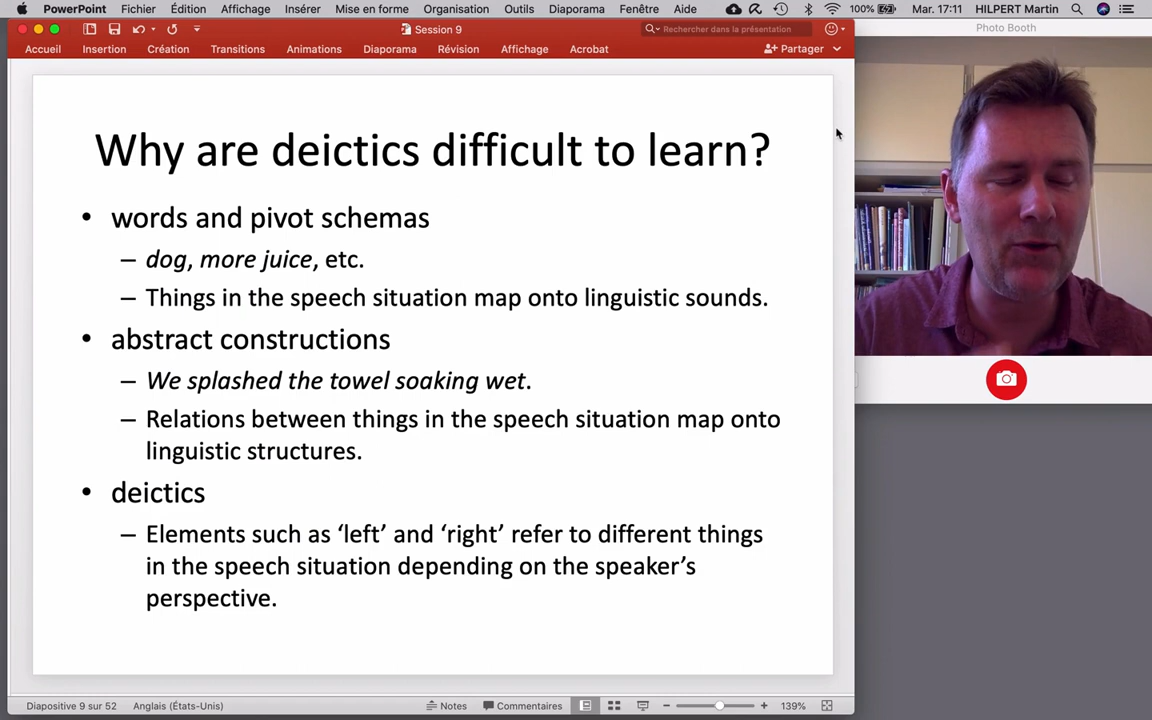 PowerPoint Fichier Édition Affichage Insérer Mise en forme Organisation Outils Diaporama Fenêtre Aide 100% Mar. 17:11 HILPERT Martin
Session 9
Rechercher dans la présentation
Photo Booth
Accueil Insertion Création Transitions Animations Diaporama Révision Affichage Acrobat Partager
Why are deictics difficult to learn?
• words and pivot schemas
– dog, more juice, etc.
– Things in the speech situation map onto linguistic sounds.
• abstract constructions
– We splashed the towel soaking wet.
– Relations between things in the speech situation map onto
linguistic structures.
• deictics
– Elements such as ‘left’ and ‘right’ refer to different things
in the speech situation depending on the speaker’s
perspective.
Diapositive 9 sur 52 Anglais (États-Unis) Notes Commentaires 139%